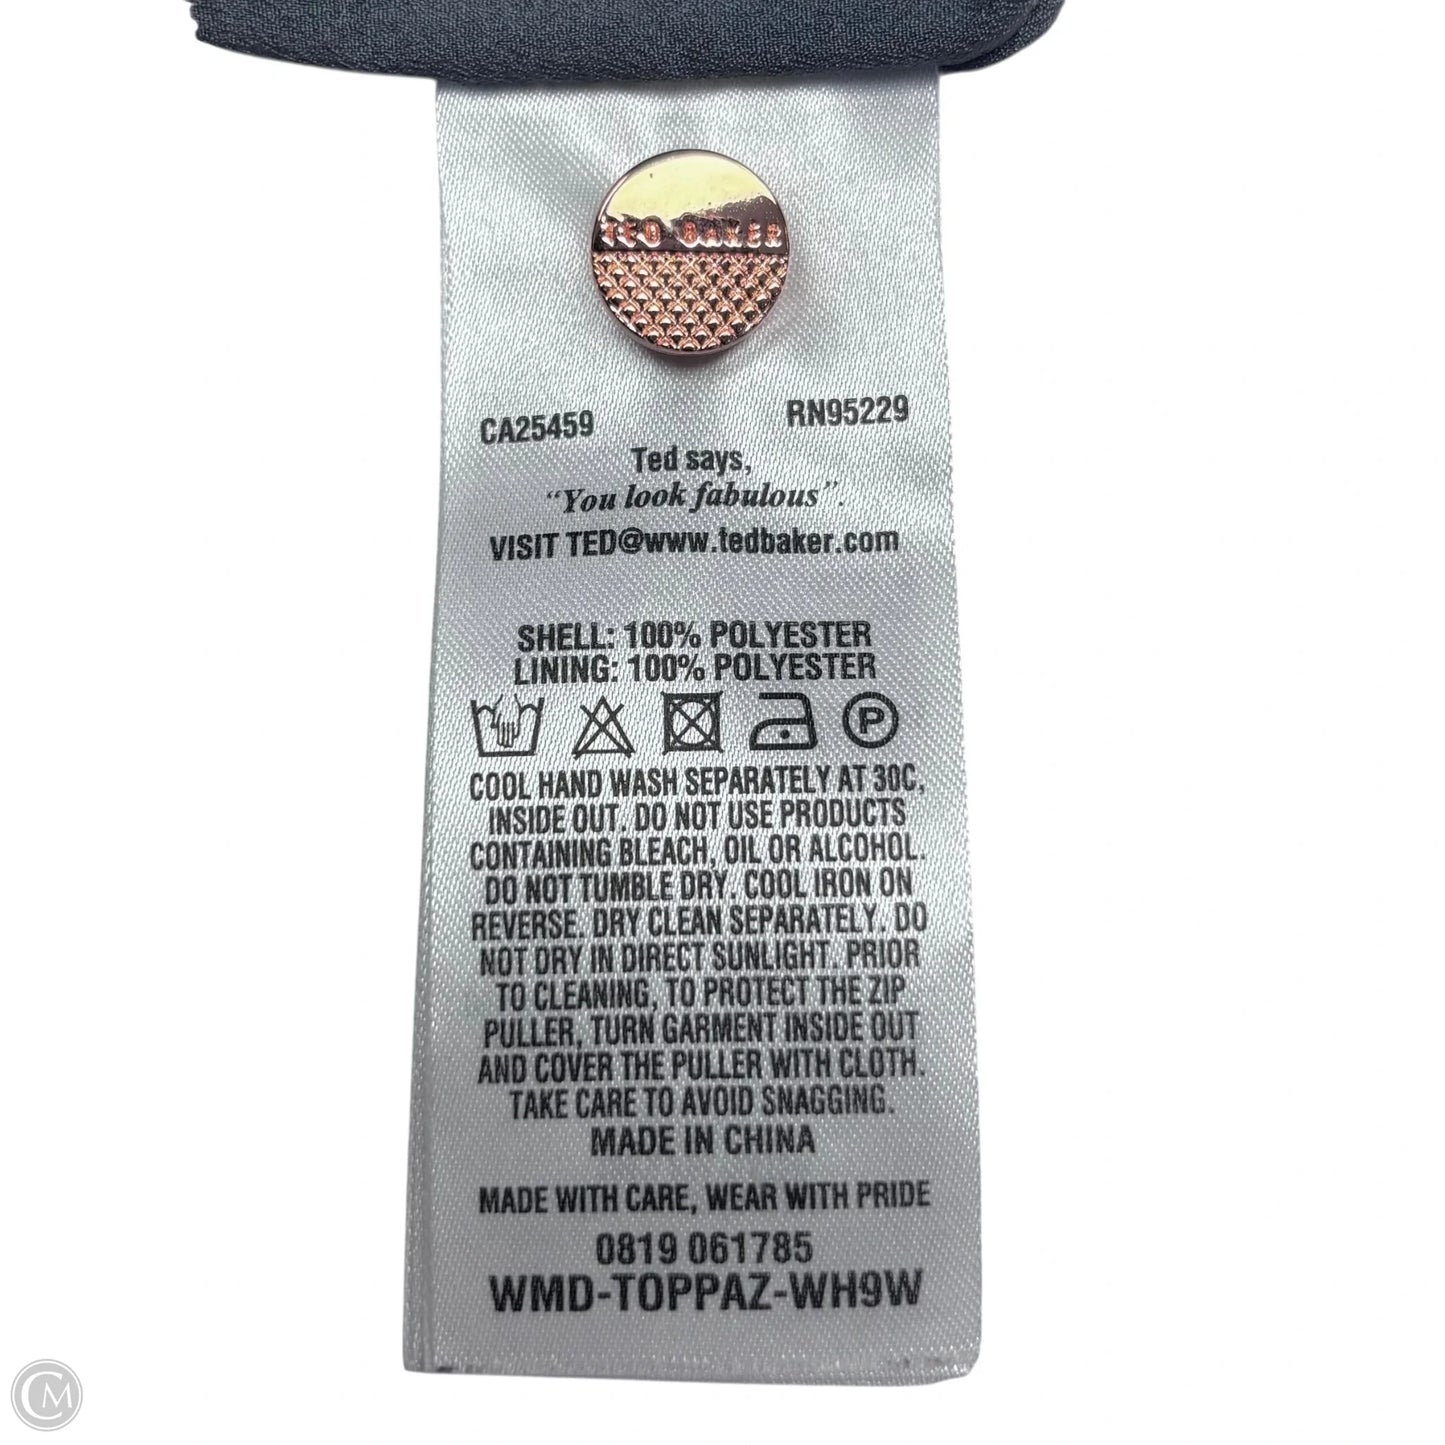 TED BAKER
CA25459 RN95229
Ted says,
“You look fabulous”.
VISIT TED@www.tedbaker.com
SHELL: 100% POLYESTER
LINING: 100% POLYESTER
P
COOL HAND WASH SEPARATELY AT 30C,
INSIDE OUT. DO NOT USE PRODUCTS
CONTAINING BLEACH, OIL OR ALCOHOL.
DO NOT TUMBLE DRY. COOL IRON ON
REVERSE. DRY CLEAN SEPARATELY. DO
NOT DRY IN DIRECT SUNLIGHT. PRIOR
TO CLEANING, TO PROTECT THE ZIP
PULLER, TURN GARMENT INSIDE OUT
AND COVER THE PULLER WITH CLOTH.
TAKE CARE TO AVOID SNAGGING.
MADE IN CHINA
MADE WITH CARE, WEAR WITH PRIDE
0819 061785
WMD-TOPPAZ-WH9W
CM